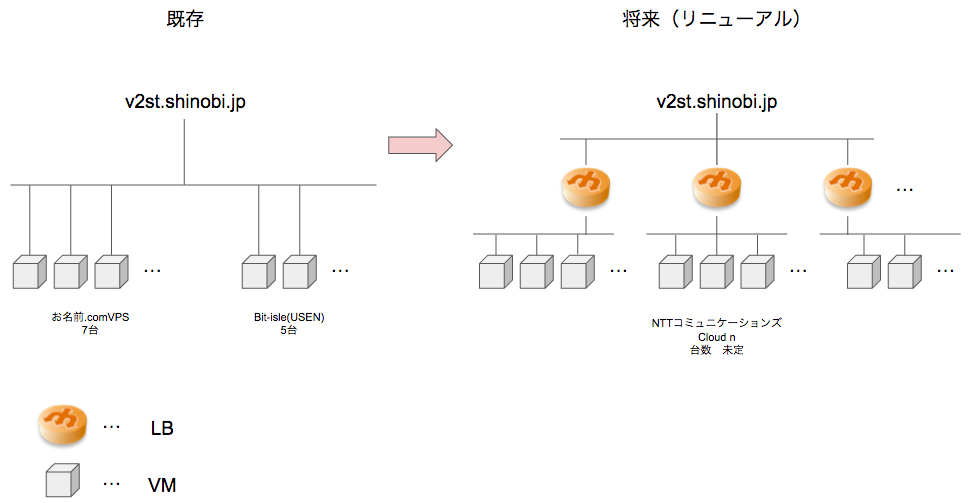 既存
将来（リニューアル）
v2st.shinobi.jp
v2st.shinobi.jp
…
…
…
…
…
…
お名前.comVPS
7台
Bit-isle(USEN)
5台
NTTコミュニケーションズ
Cloud n
台数　未定
… LB
… VM